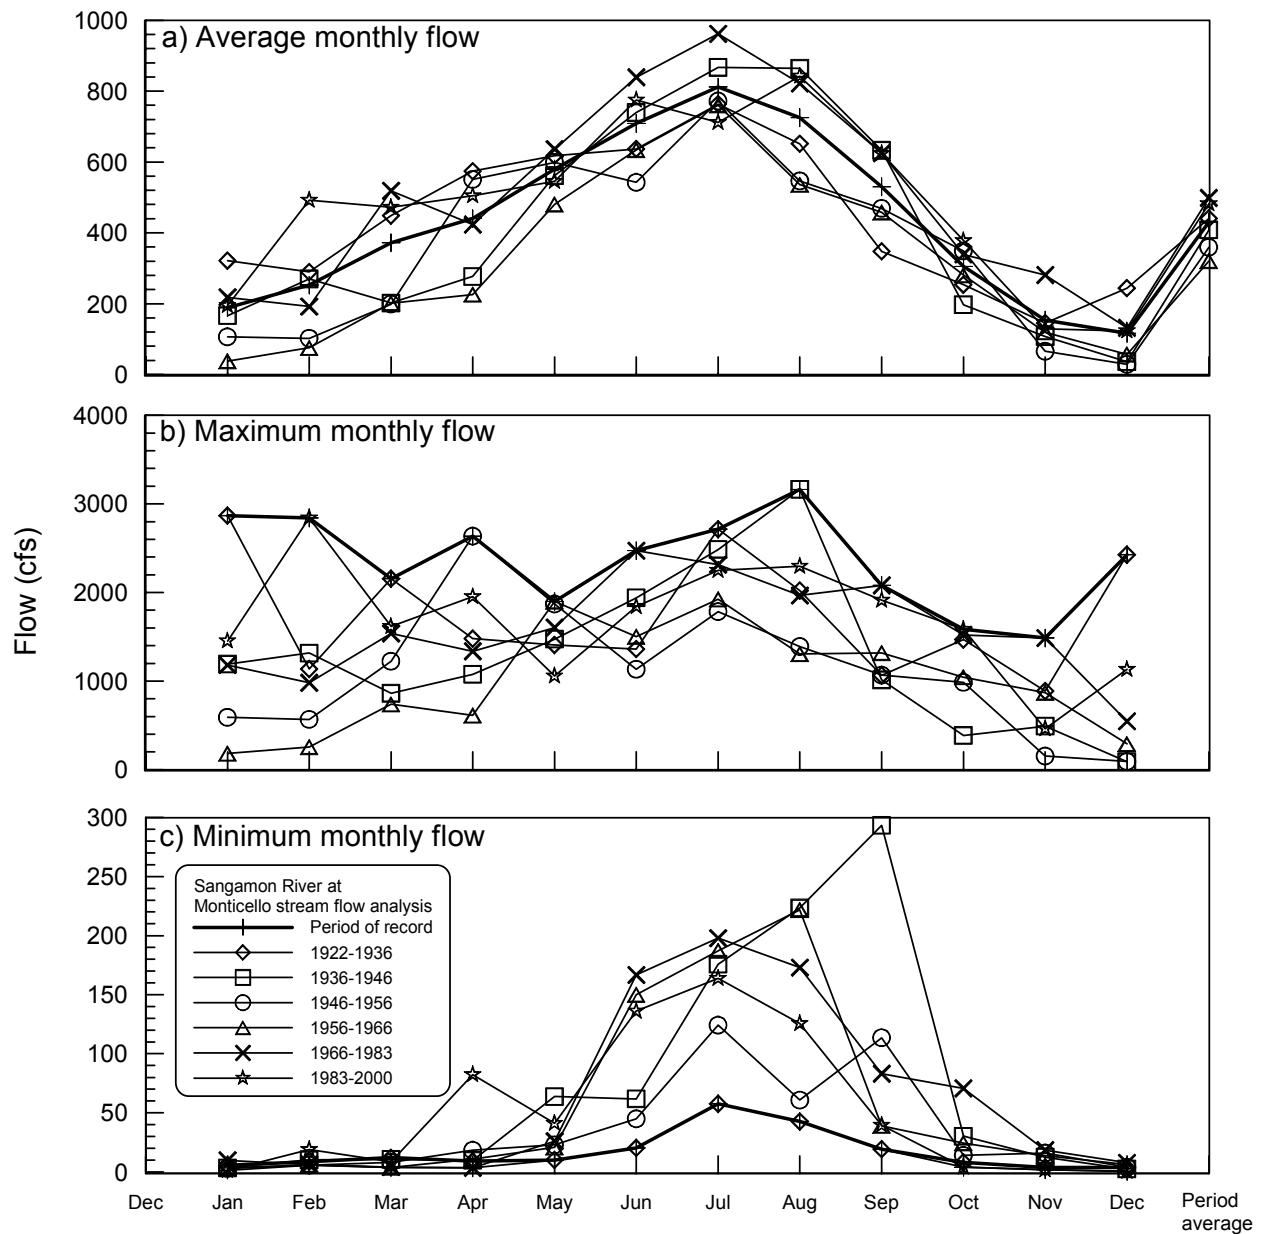 1000
a) Average monthly flow
800
600
400
200
0
4000
b) Maximum monthly flow
3000
2000
1000
0
Flow (cfs)
300
c) Minimum monthly flow
250
200
150
100
50
0
Sangamon River at
Monticello stream flow analysis
Period of record
1922-1936
1936-1946
1946-1956
1956-1966
1966-1983
1983-2000
Dec Jan Feb Mar Apr May Jun Jul Aug Sep Oct Nov Dec Period
average